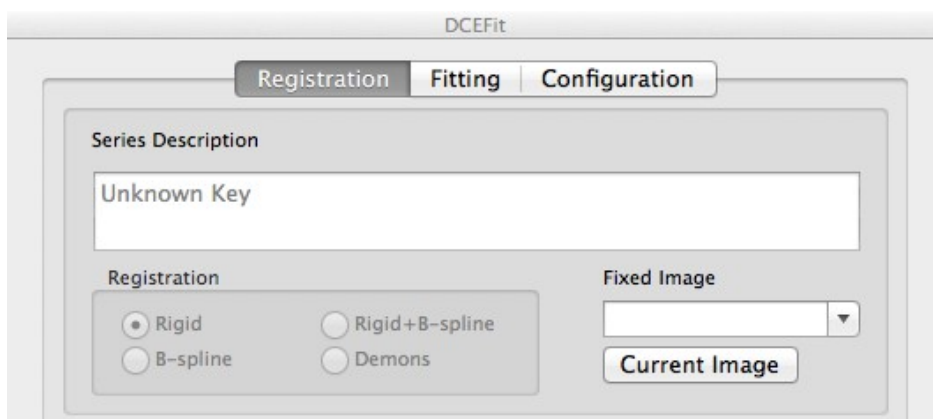 DCEFit
Registration Fitting Configuration
Series Description
Unknown Key
Registration
Fixed Image
Rigid
Rigid+B-spline
B-spline
Demons
Current Image